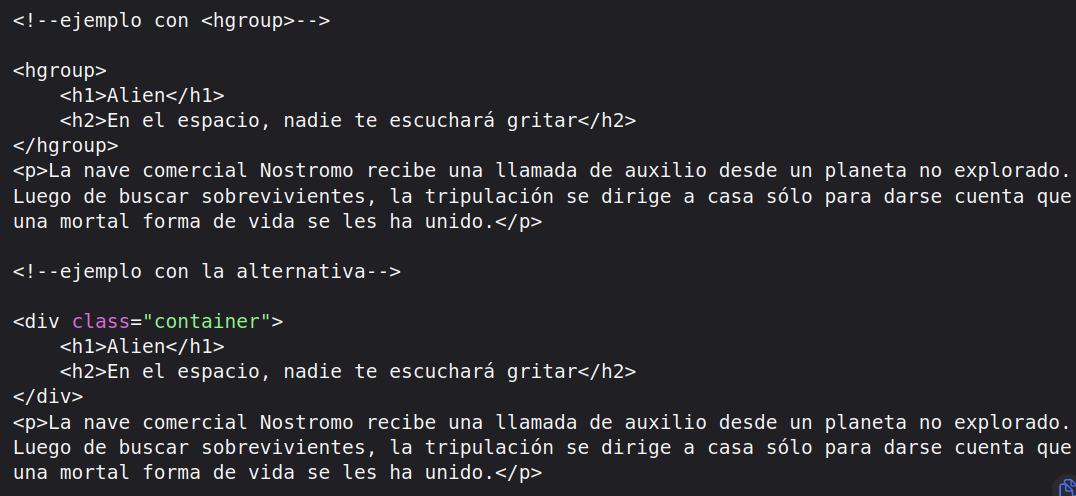 <!--ejemplo con <hgroup>-->
<hgroup>
<h1>Alien</h1>
<h2>En el espacio, nadie te escuchará gritar</h2>
</hgroup>
<p>La nave comercial Nostromo recibe una llamada de auxilio desde un planeta no explorado.
Luego de buscar sobrevivientes, la tripulación se dirige a casa sólo para darse cuenta que
una mortal forma de vida se les ha unido.</p>
<!--ejemplo con la alternativa-->
<div class="container">
<h1>Alien</h1>
<h2>En el espacio, nadie te escuchará gritar</h2>
</div>
<p>La nave comercial Nostromo recibe una llamada de auxilio desde un planeta no explorado.
Luego de buscar sobrevivientes, la tripulación se dirige a casa sólo para darse cuenta que
una mortal forma de vida se les ha unido.</p>